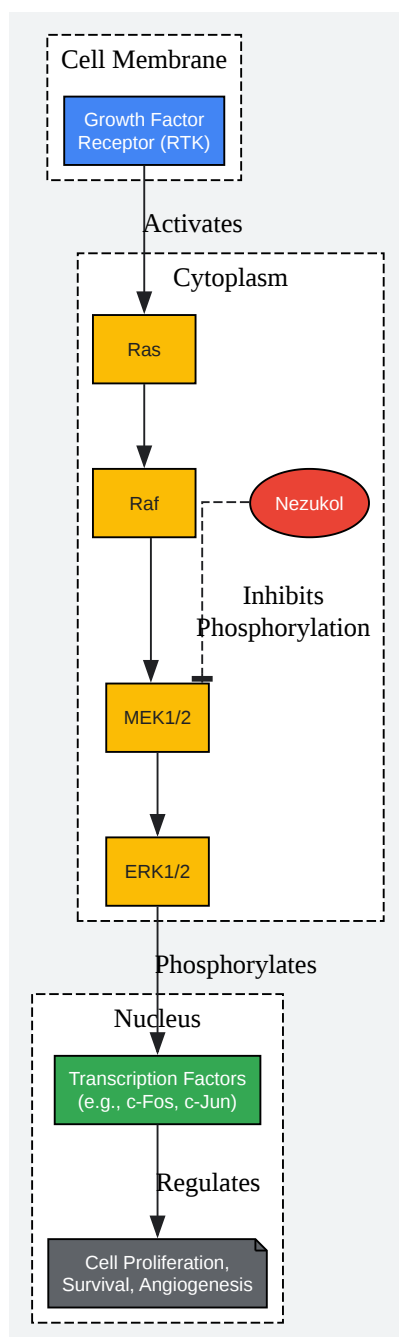 Cell Membrane
Growth Factor
Receptor (RTK)
Activates
Cytoplasm
Ras
Raf
Nezukol
Inhibits
Phosphorylation
MEK1/2
ERK1/2
Phosphorylates
Nucleus
Transcription Factors
(e.g., c-Fos, c-Jun)
Regulates
Cell Proliferation,
Survival, Angiogenesis